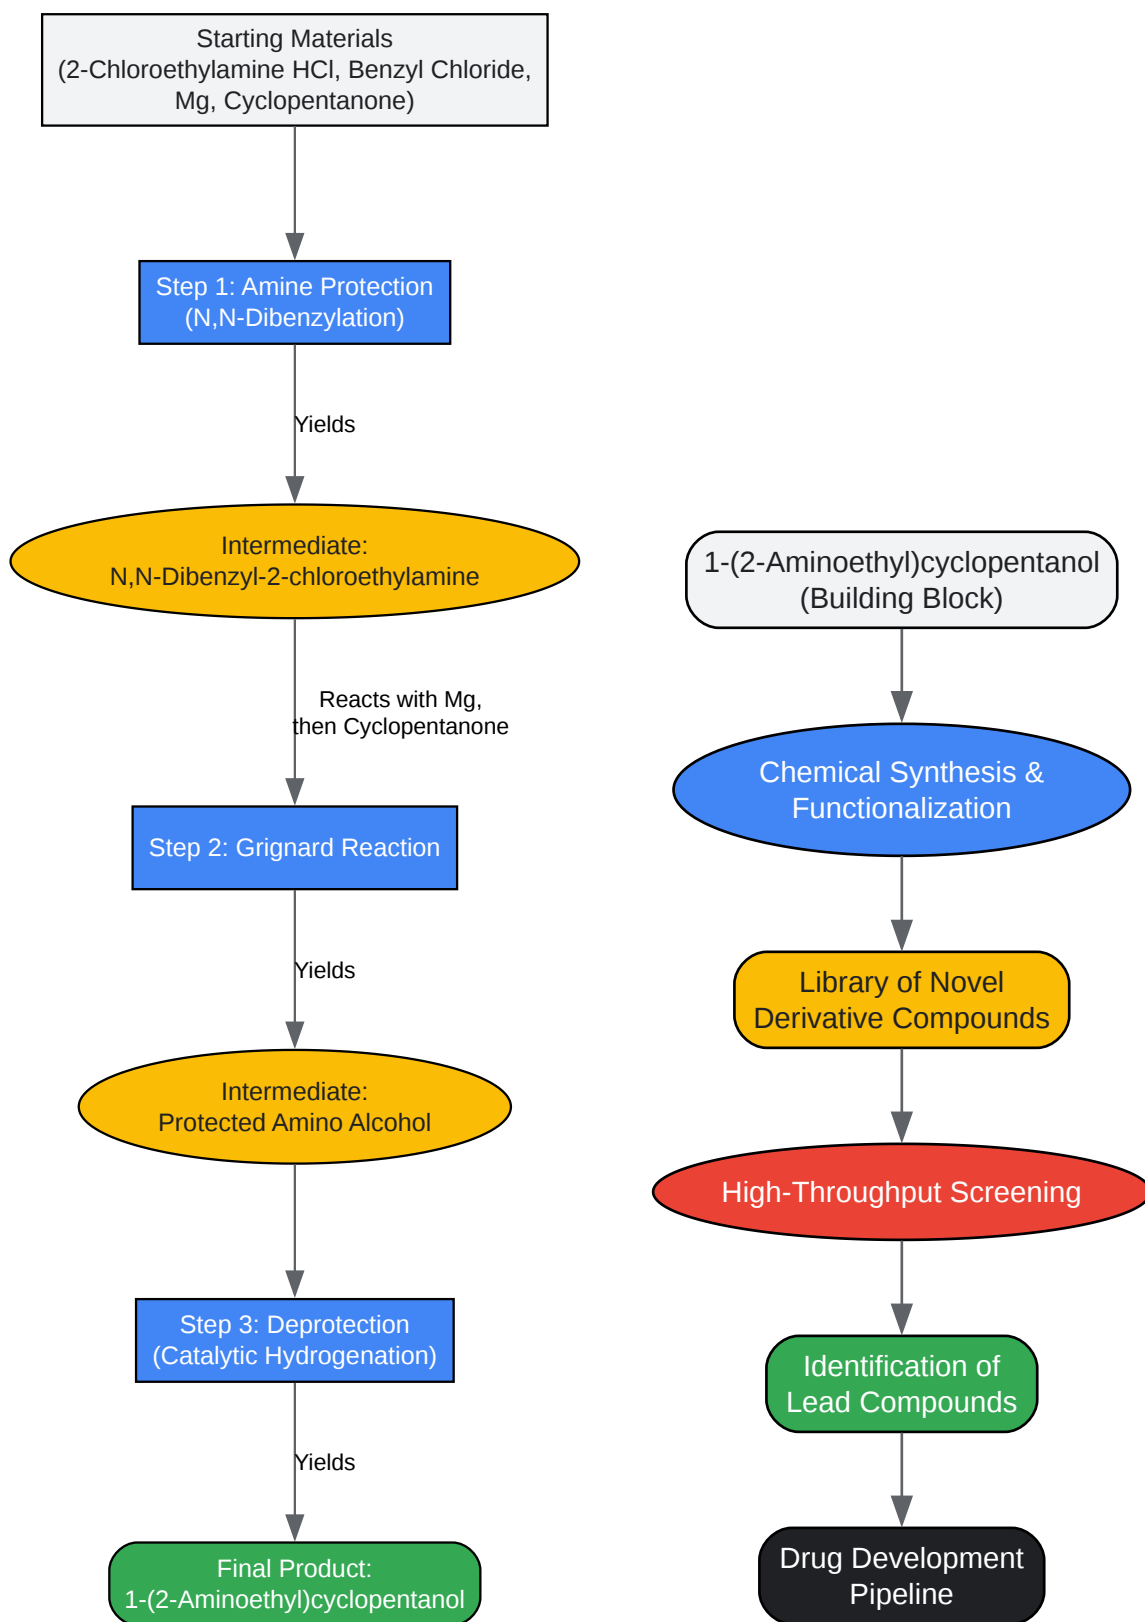 Starting Materials
(2-Chloroethylamine HCl, Benzyl Chloride,
Mg, Cyclopentanone)
Step 1: Amine Protection
(N,N-Dibenzylation)
Yields
Intermediate:
N,N-Dibenzyl-2-chloroethylamine
Reacts with Mg,
then Cyclopentanone
Step 2: Grignard Reaction
Yields
Intermediate:
Protected Amino Alcohol
Step 3: Deprotection
(Catalytic Hydrogenation)
Yields
Final Product:
1-(2-Aminoethyl)cyclopentanol
1-(2-Aminoethyl)cyclopentanol
(Building Block)
Chemical Synthesis &
Functionalization
Library of Novel
Derivative Compounds
High-Throughput Screening
Identification of
Lead Compounds
Drug Development
Pipeline